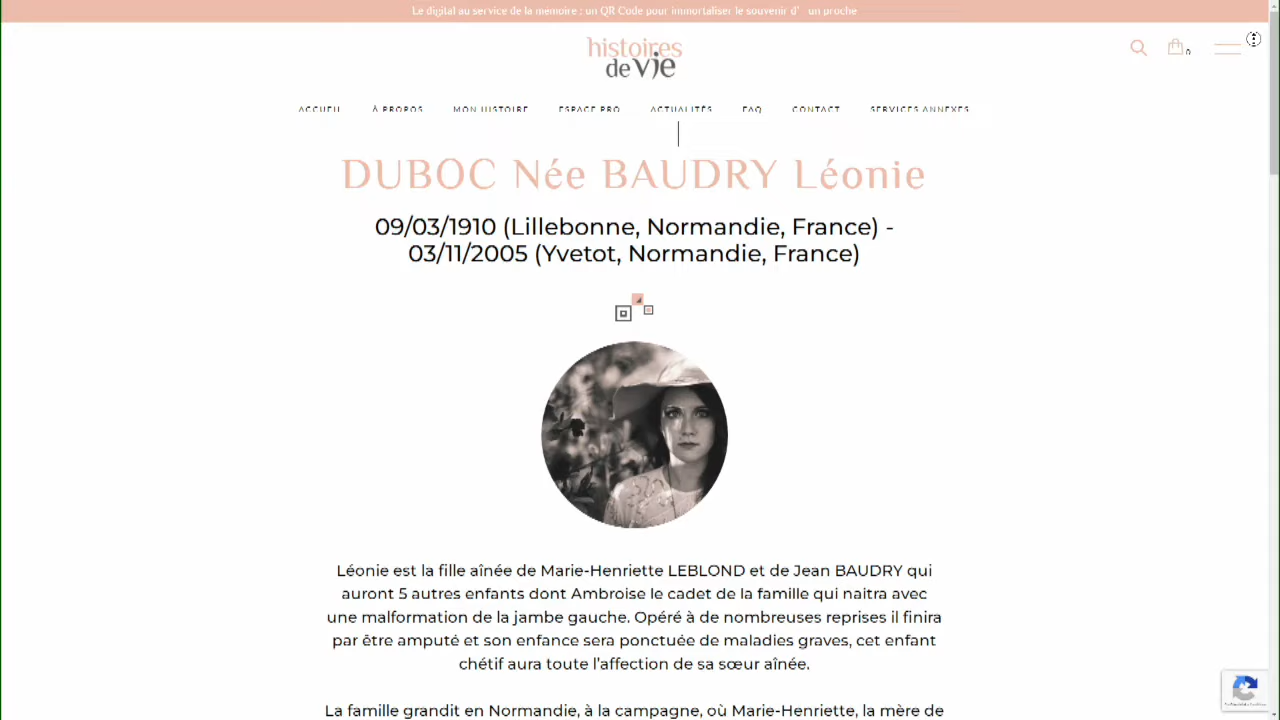 Le digital au service de la memoire : un QR Code pour immortaliser le souvenir d' un proche
histoires
de vie
0
ACCUEIL À PROPOS MON HISTOIRE ESPACE PRO ACTUALITÉS FAQ CONTACT SERVICES ANNEXES
DUBOC Née BAUDRY Léonie
09/03/1910 (Lillebonne, Normandie, France) -
03/11/2005 (Yvetot, Normandie, France)
Léonie est la fille aînée de Marie-Henriette LEBLOND et de Jean BAUDRY qui
auront 5 autres enfants dont Ambroise le cadet de la famille qui naitra avec
une malformation de la jambe gauche. Opéré à de nombreuses reprises il finira
par être amputé et son enfance sera ponctuée de maladies graves, cet enfant
chétif aura toute l'affection de sa sœur aînée.
La famille grandit en Normandie, à la campagne, où Marie-Henriette, la mère de